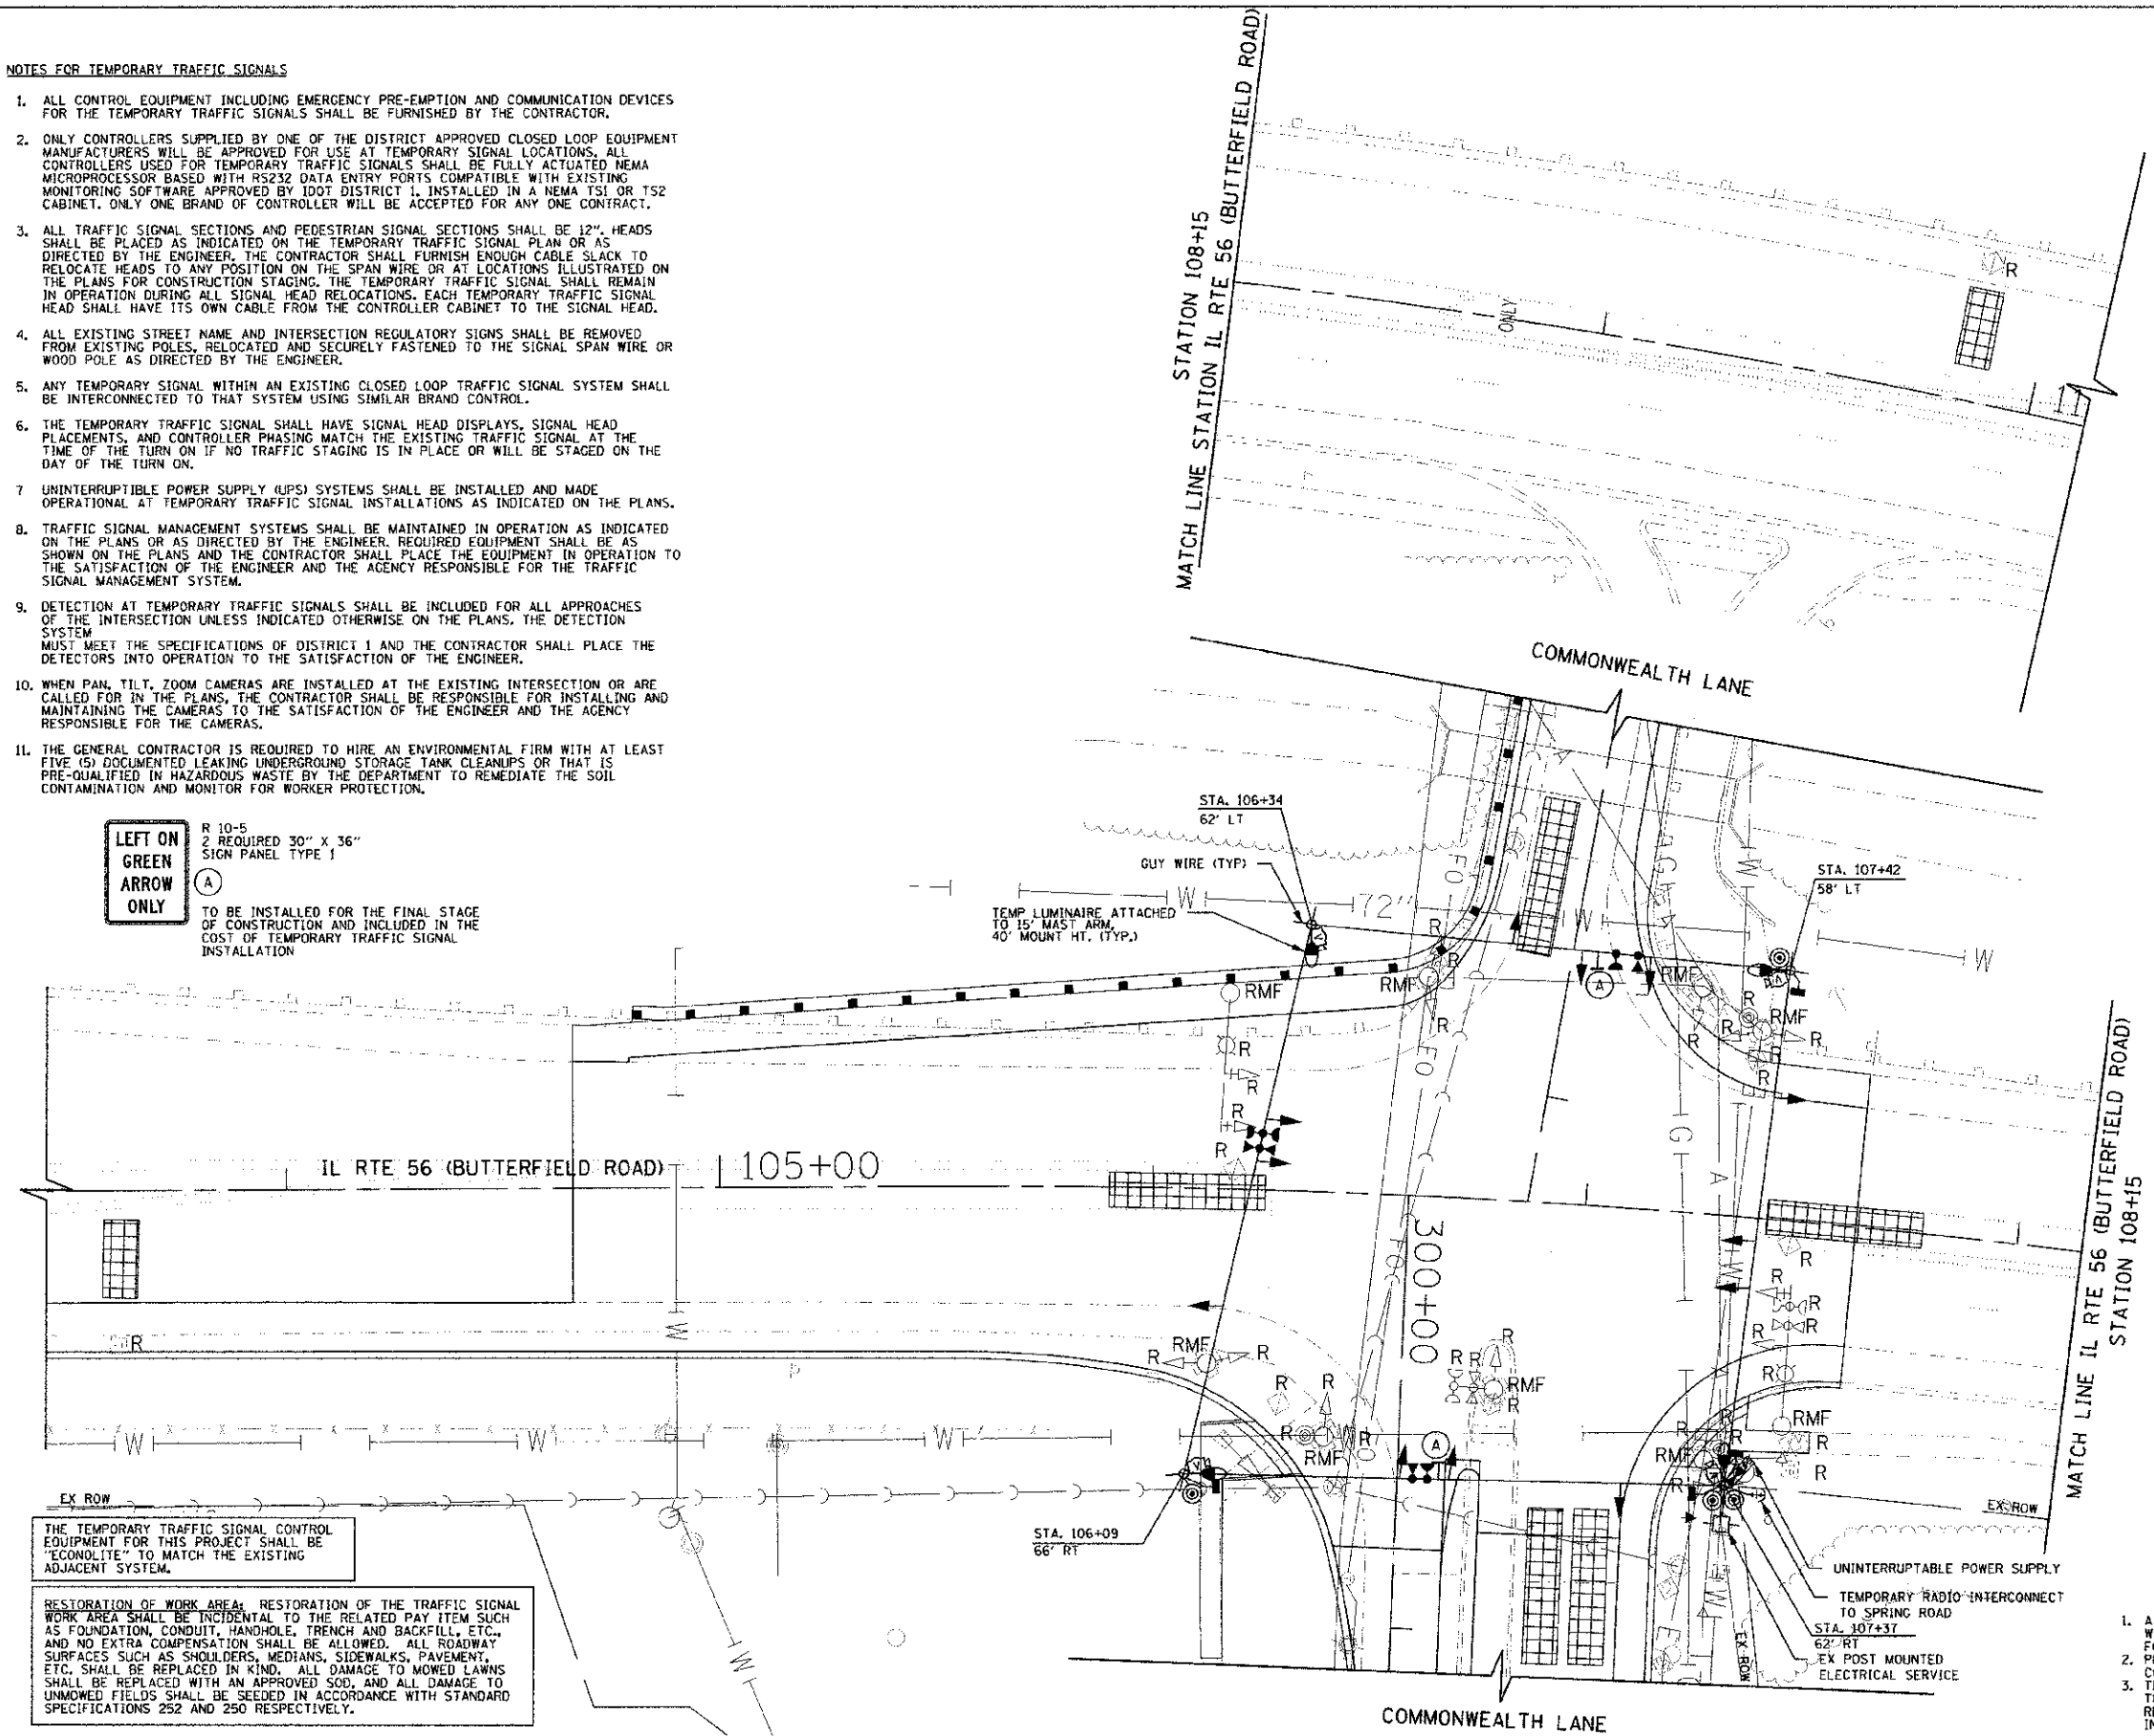 NOTES FOR TEMPORARY TRAFFIC SIGNALS
1. ALL CONTROL EQUIPMENT INCLUDING EMERGENCY PRE-EMPTION AND COMMUNICATION DEVICES
FOR THE TEMPORARY TRAFFIC SIGNALS SHALL BE FURNISHED BY THE CONTRACTOR.
2. ONLY CONTROLLERS SUPPLIED BY ONE OF THE DISTRICT APPROVED CLOSED LOOP EQUIPMENT
MANUFACTURERS WILL BE APPROVED FOR USE AT TEMPORARY SIGNAL LOCATIONS. ALL
CONTROLLERS USED FOR TEMPORARY TRAFFIC SIGNALS SHALL BE FULLY ACTUATED NEMA
MICROPROCESSOR BASED WITH RS232 DATA ENTRY PORTS COMPATIBLE WITH EXISTING
MONITORING SOFTWARE APPROVED BY IDOT DISTRICT 1, INSTALLED IN A NEMA TS1 OR TS2
CABINET. ONLY ONE BRAND OF CONTROLLER WILL BE ACCEPTED FOR ANY ONE CONTRACT.
3. ALL TRAFFIC SIGNAL SECTIONS AND PEDESTRIAN SIGNAL SECTIONS SHALL BE 12". HEADS
SHALL BE PLACED AS INDICATED ON THE TEMPORARY TRAFFIC SIGNAL PLAN OR AS
DIRECTED BY THE ENGINEER. THE CONTRACTOR SHALL FURNISH ENOUGH CABLE SLACK TO
RELOCATE HEADS TO ANY POSITION ON THE SPAN WIRE OR AT LOCATIONS ILLUSTRATED ON
THE PLANS FOR CONSTRUCTION STAGING. THE TEMPORARY TRAFFIC SIGNAL SHALL REMAIN
IN OPERATION DURING ALL SIGNAL HEAD RELOCATIONS. EACH TEMPORARY TRAFFIC SIGNAL
HEAD SHALL HAVE ITS OWN CABLE FROM THE CONTROLLER CABINET TO THE SIGNAL HEAD.
4. ALL EXISTING STREET NAME AND INTERSECTION REGULATORY SIGNS SHALL BE REMOVED
FROM EXISTING POLES, RELOCATED AND SECURELY FASTENED TO THE SIGNAL SPAN WIRE OR
WOOD POLE AS DIRECTED BY THE ENGINEER.
5. ANY TEMPORARY SIGNAL WITHIN AN EXISTING CLOSED LOOP TRAFFIC SIGNAL SYSTEM SHALL
BE INTERCONNECTED TO THAT SYSTEM USING SIMILAR BRAND CONTROL.
6. THE TEMPORARY TRAFFIC SIGNAL SHALL HAVE SIGNAL HEAD DISPLAYS, SIGNAL HEAD
PLACEMENTS, AND CONTROLLER PHASING MATCH THE EXISTING TRAFFIC SIGNAL AT THE
TIME OF THE TURN ON IF NO TRAFFIC STAGING IS IN PLACE OR WILL BE STAGED ON THE
DAY OF THE TURN ON.
7 UNINTERRUPTIBLE POWER SUPPLY (UPS) SYSTEMS SHALL BE INSTALLED AND MADE
OPERATIONAL AT TEMPORARY TRAFFIC SIGNAL INSTALLATIONS AS INDICATED ON THE PLANS.
8. TRAFFIC SIGNAL MANAGEMENT SYSTEMS SHALL BE MAINTAINED IN OPERATION AS INDICATED
ON THE PLANS OR AS DIRECTED BY THE ENGINEER. REQUIRED EQUIPMENT SHALL BE AS
SHOWN ON THE PLANS AND THE CONTRACTOR SHALL PLACE THE EQUIPMENT IN OPERATION TO
THE SATISFACTION OF THE ENGINEER AND THE AGENCY RESPONSIBLE FOR THE TRAFFIC
SIGNAL MANAGEMENT SYSTEM.
9. DETECTION AT TEMPORARY TRAFFIC SIGNALS SHALL BE INCLUDED FOR ALL APPROACHES
OF THE INTERSECTION UNLESS INDICATED OTHERWISE ON THE PLANS. THE DETECTION
SYSTEM
MUST MEET THE SPECIFICATIONS OF DISTRICT 1 AND THE CONTRACTOR SHALL PLACE THE
DETECTORS INTO OPERATION TO THE SATISFACTION OF THE ENGINEER.
10. WHEN PAN, TILT, ZOOM CAMERAS ARE INSTALLED AT THE EXISTING INTERSECTION OR ARE
CALLED FOR IN THE PLANS, THE CONTRACTOR SHALL BE RESPONSIBLE FOR INSTALLING AND
MAINTAINING THE CAMERAS TO THE SATISFACTION OF THE ENGINEER AND THE AGENCY
RESPONSIBLE FOR THE CAMERAS.
11. THE GENERAL CONTRACTOR IS REQUIRED TO HIRE AN ENVIRONMENTAL FIRM WITH AT LEAST
FIVE (5) DOCUMENTED LEAKING UNDERGROUND STORAGE TANK CLEANUPS OR THAT IS
PRE-QUALIFIED IN HAZARDOUS WASTE BY THE DEPARTMENT TO REMEDIATE THE SOIL
CONTAMINATION AND MONITOR FOR WORKER PROTECTION.
LEFT ON
GREEN
ARROW
ONLY
R 10-5
2 REQUIRED 30" X 36"
SIGN PANEL TYPE 1
A
TO BE INSTALLED FOR THE FINAL STAGE
OF CONSTRUCTION AND INCLUDED IN THE
COST OF TEMPORARY TRAFFIC SIGNAL
INSTALLATION
STATION 108+15
MATCH LINE STATION IL RTE 56 (BUTTERFIELD ROAD)
ONLY
R
COMMONWEALTH LANE
STA. 106+34
62' LT
GUY WIRE (TYP)
TEMP LUMINAIRE ATTACHED
TO 15' MAST ARM,
40' MOUNT HT. (TYP.)
72"
STA. 107+42
58' LT
W
RMF
RMF
RMF
RMF
R
A
FO
G
IL RTE 56 (BUTTERFIELD ROAD)
105+00
300+00
MATCH LINE IL RTE 56 (BUTTERFIELD ROAD)
STATION 108+15
RMF
RMF
RMF
RMF
RMF
A
EX ROW
EX ROW
EX ROW
STA. 106+09
66' RT
UNINTERRUPTABLE POWER SUPPLY
TEMPORARY RADIO INTERCONNECT
TO SPRING ROAD
STA. 107+37
62' RT
EX POST MOUNTED
ELECTRICAL SERVICE
COMMONWEALTH LANE
THE TEMPORARY TRAFFIC SIGNAL CONTROL
EQUIPMENT FOR THIS PROJECT SHALL BE
"ECONOLITE" TO MATCH THE EXISTING
ADJACENT SYSTEM.
RESTORATION OF WORK AREA: RESTORATION OF THE TRAFFIC SIGNAL
WORK AREA SHALL BE INCIDENTAL TO THE RELATED PAY ITEM SUCH
AS FOUNDATION, CONDUIT, HANDHOLE, TRENCH AND BACKFILL, ETC.,
AND NO EXTRA COMPENSATION SHALL BE ALLOWED. ALL ROADWAY
SURFACES SUCH AS SHOULDERS, MEDIANS, SIDEWALKS, PAVEMENT,
ETC. SHALL BE REPLACED IN KIND. ALL DAMAGE TO MOWED LAWNS
SHALL BE REPLACED WITH AN APPROVED SOD, AND ALL DAMAGE TO
UNMOWED FIELDS SHALL BE SEEDED IN ACCORDANCE WITH STANDARD
SPECIFICATIONS 252 AND 250 RESPECTIVELY.
1. A
2.
3.